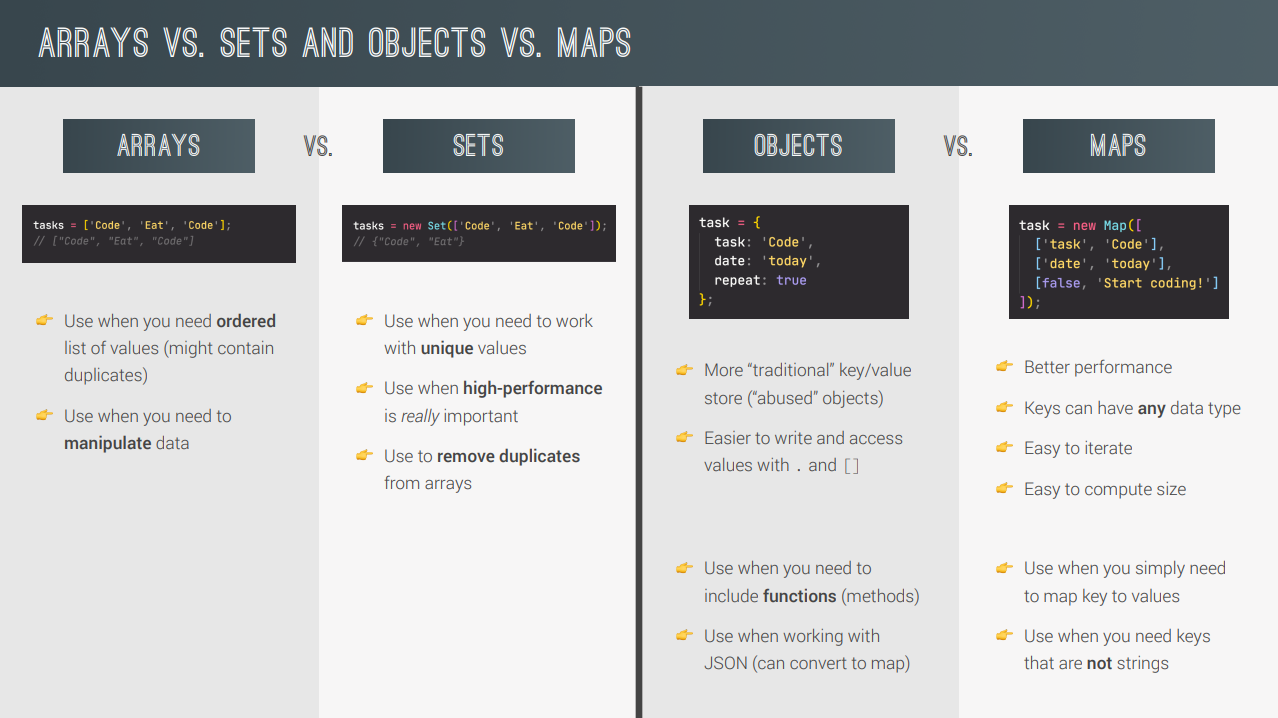 ARRAYS VS. SETS AND OBJECTS VS. MAPS
ARRAYS
VS.
SETS
OBJECTS
VS.
MAPS
tasks = ['Code', 'Eat', 'Code'];
// ["Code", "Eat", "Code"]
Use when you need ordered
list of values (might contain
duplicates)
Use when you need to
manipulate data
tasks = new Set(['Code', 'Eat', 'Code']);
// {"Code", "Eat"}
Use when you need to work
with unique values
Use when high-performance
is really important
Use to remove duplicates
from arrays
task = {
task: 'Code',
date: 'today',
repeat: true
};
More “traditional” key/value
store (“abused” objects)
Easier to write and access
values with . and []
Use when you need to
include functions (methods)
Use when working with
JSON (can convert to map)
task = new Map([
['task', 'Code'],
['date', 'today'],
[false, 'Start coding!']
]);
Better performance
Keys can have any data type
Easy to iterate
Easy to compute size
Use when you simply need
to map key to values
Use when you need keys
that are not strings